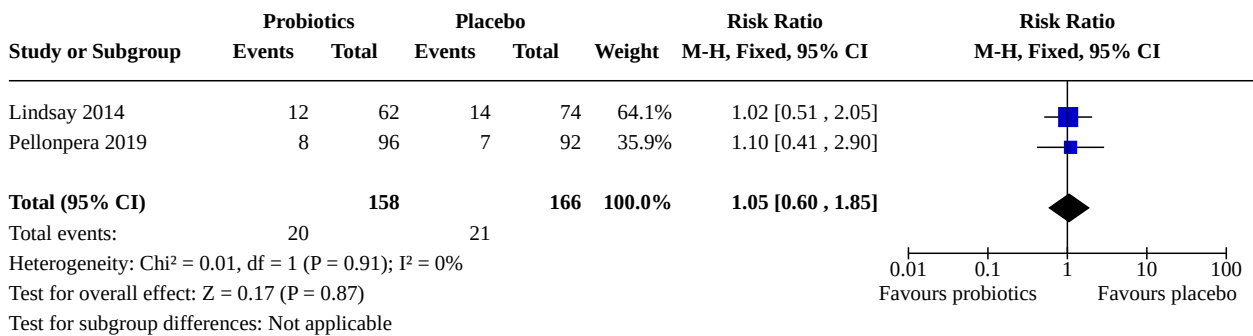 Probiotics Placebo Risk Ratio Risk Ratio
Study or Subgroup Events Total Events Total Weight M-H, Fixed, 95% CI M-H, Fixed, 95% CI
Lindsay 2014 12 62 14 74 64.1% 1.02 [0.51 , 2.05]
Pellonpera 2019 8 96 7 92 35.9% 1.10 [0.41 , 2.90]
Total (95% CI) 158 166 100.0% 1.05 [0.60 , 1.85]
Total events: 20 21
Heterogeneity: Chi² = 0.01, df = 1 (P = 0.91); I² = 0%
Test for overall effect: Z = 0.17 (P = 0.87)
Test for subgroup differences: Not applicable
0.01 0.1 1 10 100
Favours probiotics Favours placebo